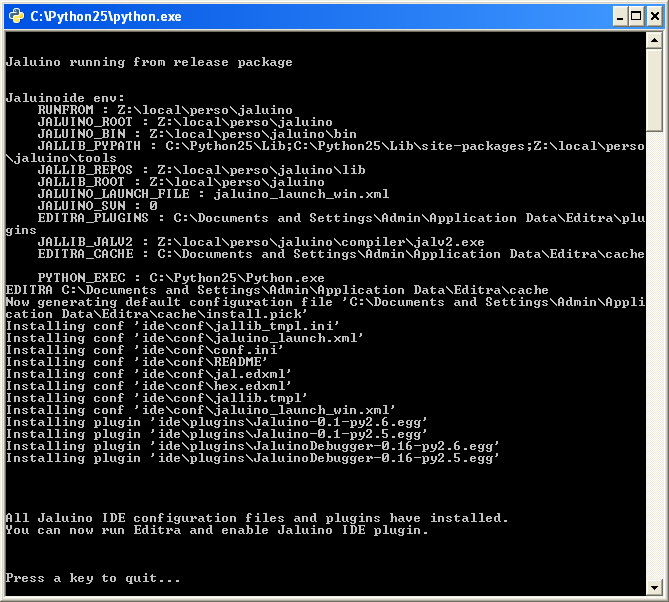 C:\Python25\python.exe
Jaluino running from release package
Jaluinoide env:
RUNFROM : Z:\local\perso\jaluino
JALUINO_ROOT : Z:\local\perso\jaluino
JALUINO_BIN : Z:\local\perso\jaluino\bin
JALLIB_PYPATH : C:\Python25\Lib;C:\Python25\Lib\site-packages;Z:\local\perso
\jaluino\tools
JALLIB_REPOS : Z:\local\perso\jaluino\lib
JALLIB_ROOT : Z:\local\perso\jaluino
JALUINO_LAUNCH_FILE : jaluino_launch_win.xml
JALUINO_SVN : 0
EDITRA_PLUGINS : C:\Documents and Settings\Admin\Application Data\Editra\plu
gins
JALLIB_JALV2 : Z:\local\perso\jaluino\compiler\jalv2.exe
EDITRA_CACHE : C:\Documents and Settings\Admin\Application Data\Editra\cache
PYTHON_EXEC : C:\Python25\Python.exe
EDITRA C:\Documents and Settings\Admin\Application Data\Editra\cache
Now generating default configuration file 'C:\Documents and Settings\Admin\Appli
cation Data\Editra\cache\install.pick'
Installing conf 'ide\conf\jallib_tmpl.ini'
Installing conf 'ide\conf\jaluino_launch.xml'
Installing conf 'ide\conf\conf.ini'
Installing conf 'ide\conf\README'
Installing conf 'ide\conf\jal.edxml'
Installing conf 'ide\conf\hex.edxml'
Installing conf 'ide\conf\jallib.tmpl'
Installing conf 'ide\conf\jaluino_launch_win.xml'
Installing plugin 'ide\plugins\Jaluino-0.1-py2.6.egg'
Installing plugin 'ide\plugins\Jaluino-0.1-py2.5.egg'
Installing plugin 'ide\plugins\JaluinoDebugger-0.16-py2.6.egg'
Installing plugin 'ide\plugins\JaluinoDebugger-0.16-py2.5.egg'
All Jaluino IDE configuration files and plugins have installed.
You can now run Editra and enable Jaluino IDE plugin.
Press a key to quit...